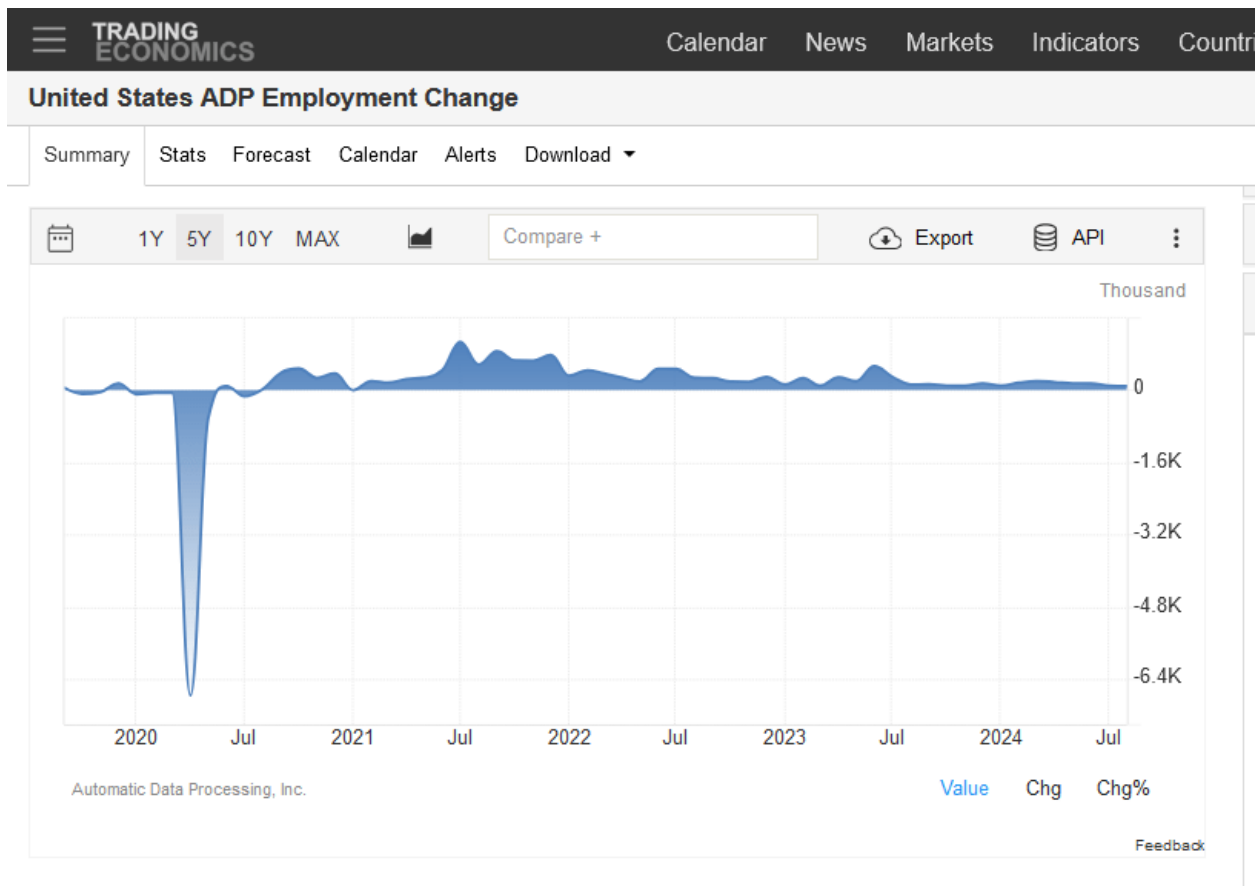 TRADING
ECONOMICS
Calendar News Markets Indicators Countri
United States ADP Employment Change
Summary Stats Forecast Calendar Alerts Download
1Y 5Y 10Y MAX Compare + Export API
Thousand
0
-1.6K
-3.2K
-4.8K
-6.4K
2020 Jul 2021 Jul 2022 Jul 2023 Jul 2024 Jul
Automatic Data Processing, Inc. Value Chg Chg%
Feedback